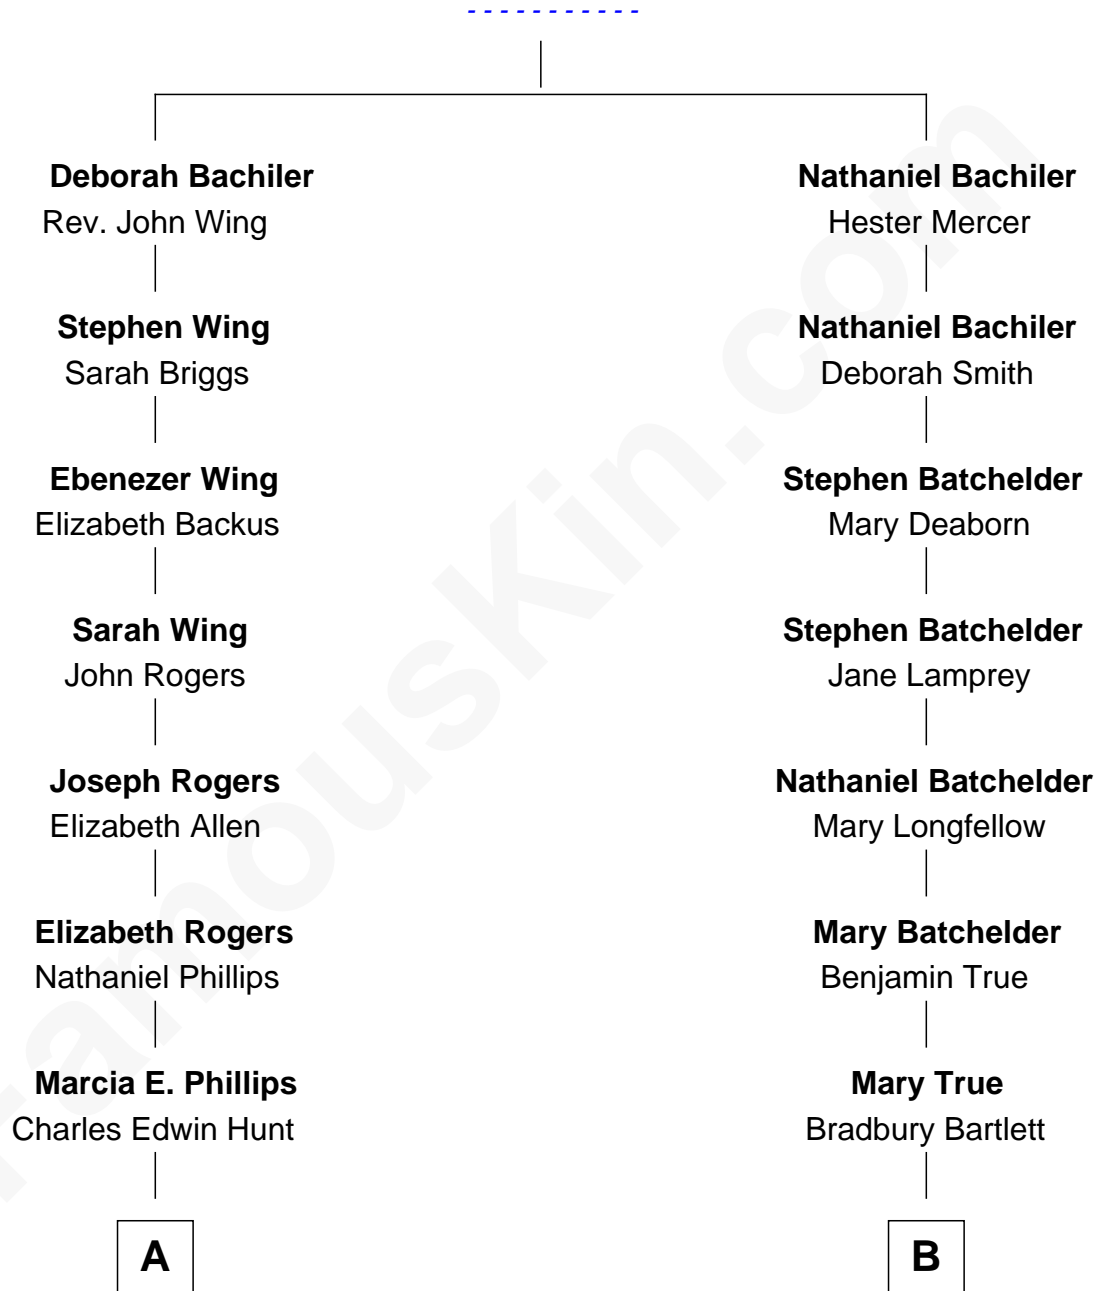 - - - - - - - - - - -
Deborah Bachiler
Rev. John Wing
Stephen Wing
Sarah Briggs
Ebenezer Wing
Elizabeth Backus
Sarah Wing
John Rogers
Joseph Rogers
Elizabeth Allen
Elizabeth Rogers
Nathaniel Phillips
Marcia E. Phillips
Charles Edwin Hunt
A
Nathaniel Bachiler
Hester Mercer
Nathaniel Bachiler
Deborah Smith
Stephen Batchelder
Mary Deaborn
Stephen Batchelder
Jane Lamprey
Nathaniel Batchelder
Mary Longfellow
Mary Batchelder
Benjamin True
Mary True
Bradbury Bartlett
B
FamousKin.com